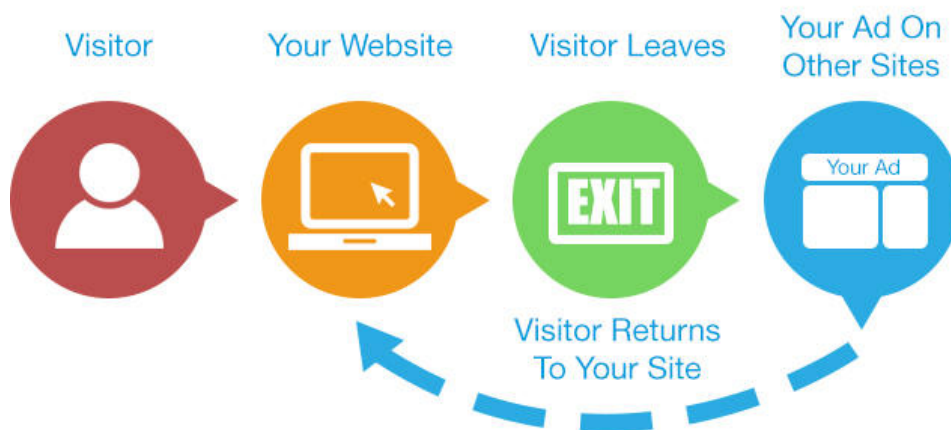 Visitor
Your Website
Visitor Leaves
Your Ad On
Other Sites
EXIT
Your Ad
Visitor Returns
To Your Site